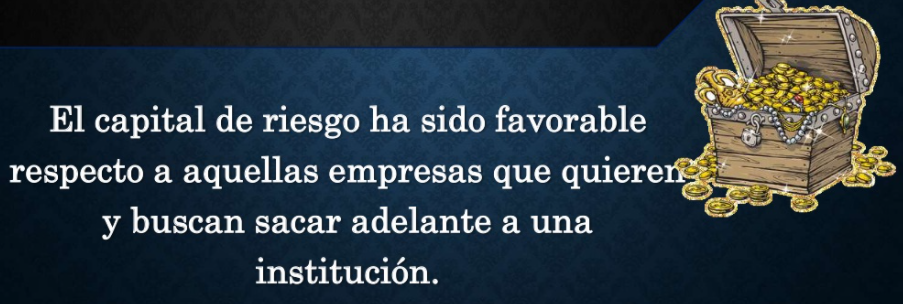 El capital de riesgo ha sido favorable
respecto a aquellas empresas que quieren
y buscan sacar adelante a una
institución.